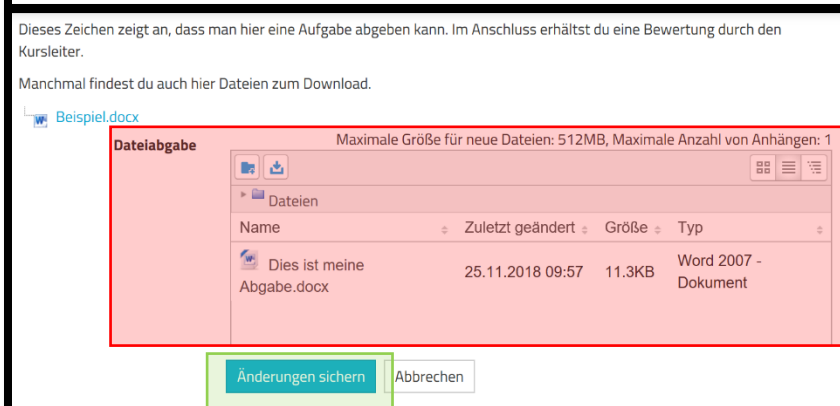 Dieses Zeichen zeigt an, dass man hier eine Aufgabe abgeben kann. Im Anschluss erhältst du eine Bewertung durch den
Kursleiter.
Manchmal findest du auch hier Dateien zum Download.
Beispiel.docx
Dateiabgabe
Maximale Größe für neue Dateien: 512MB, Maximale Anzahl von Anhängen: 1
Dateien
Name Zuletzt geändert Größe Typ
Dies ist meine
Abgabe.docx
25.11.2018 09:57 11.3KB
Word 2007 -
Dokument
Änderungen sichern Abbrechen